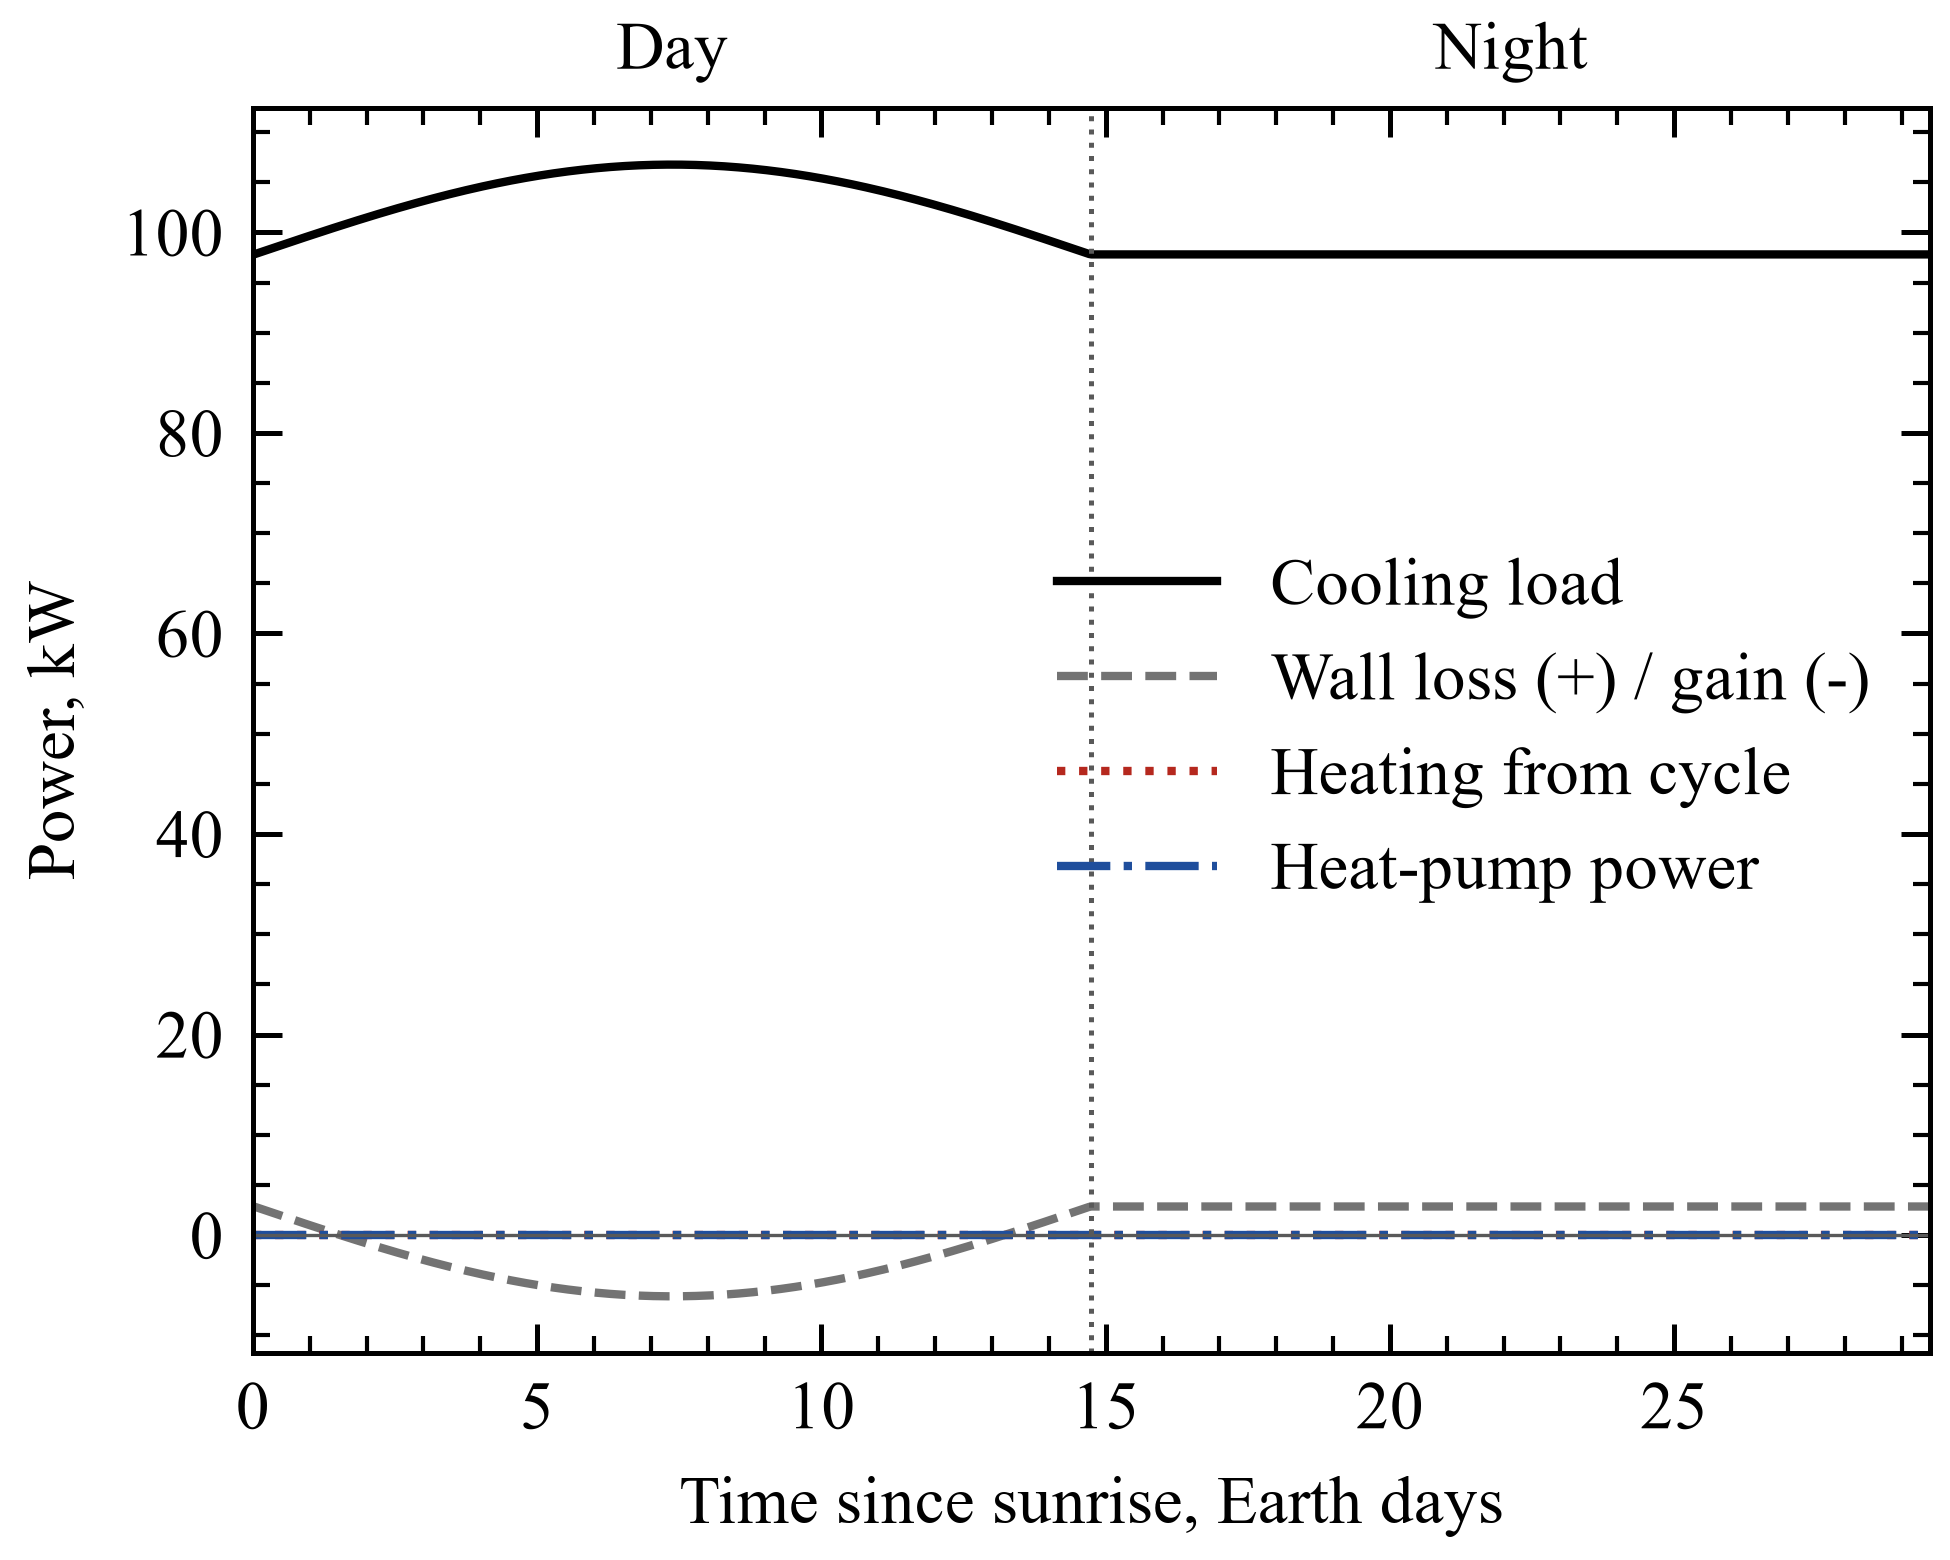 Day
Night
100
80
60
40
20
0
Power, kW
Cooling load
Wall loss (+) / gain (-)
Heating from cycle
Heat-pump power
0
5
10
15
20
25
Time since sunrise, Earth days